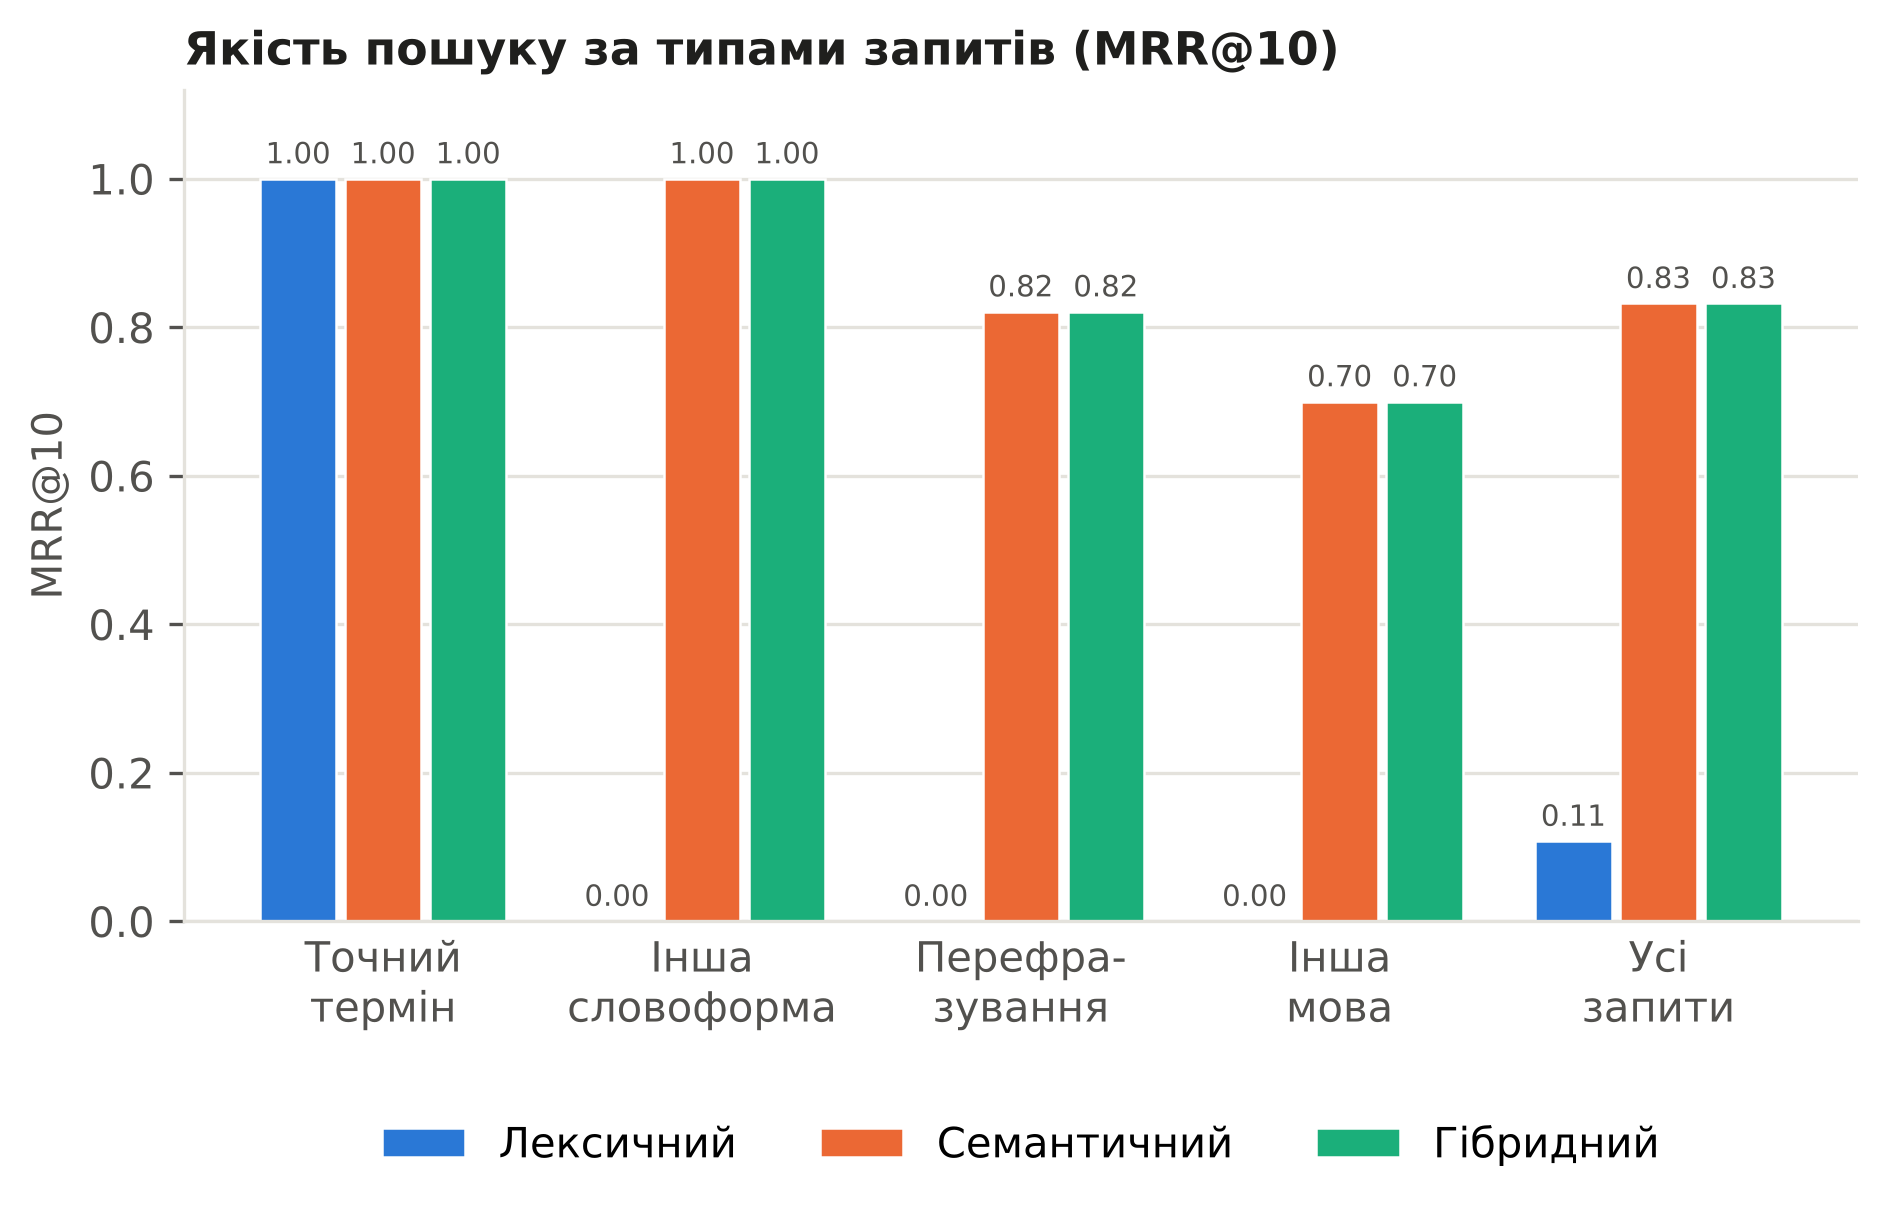 Якість пошуку за типами запитів (MRR@10)
1.00 1.00 1.00 1.00 1.00
1.0
0.83 0.83
0.82 0.82
0.8
0.70 0.70
MRR@10
0.6
0.4
0.2
0.11
0.00 0.00 0.00
0.0
Точний Інша Перефра- Інша Усі
термін словоформа зування мова запити
Лексичний Семантичний Гібридний